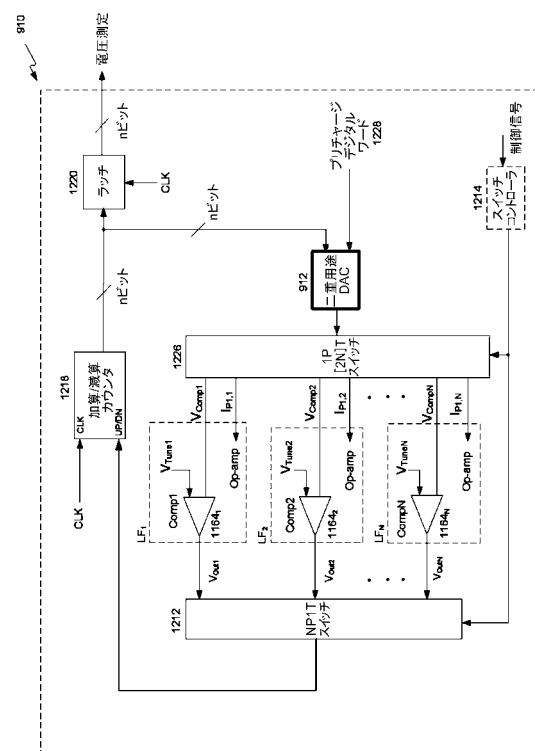 910
電圧測定
nビット
1220
ラッチ
CLK
nビット
nビット
プリチャージ
デジタル
ワード
1228
制御信号
1214
スイッチ
コントローラ
912
二重用途
DAC
1226
1P
[2N]T
スイッチ
1218
加算/減算
カウンタ
CLK
UP/DN
CLK
VComp1
IP1,1
VComp2
IP1,2
VCompN
IP1,N
VTune1
Op-amp
Comp1
1164₁
LF₁
VTune2
Op-amp
Comp2
1164₂
LF₂
VTuneN
Op-amp
CompN
1164N
LFN
VOut1
VOut2
VOutN
1212
NP1T
スイッチ